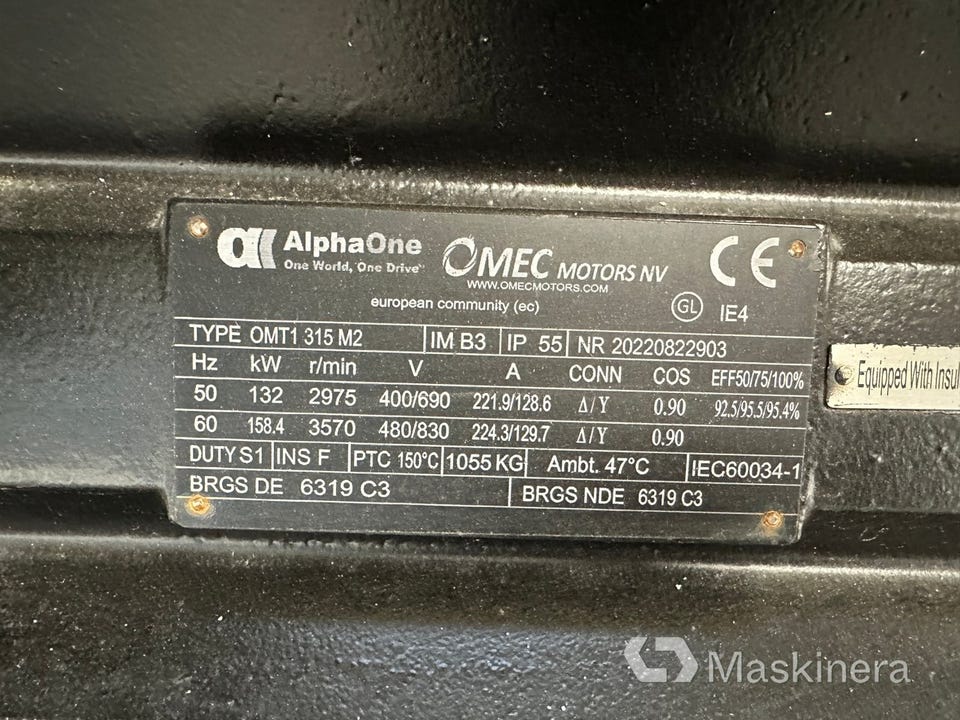 AlphaOne
One World, One Drive
OMEC MOTORS NV
WWW.OMECMOTORS.COM
CE
european community (ec)
GL IE4
TYPE OMT1 315 M2 IM B3 IP 55 NR 20220822903
Hz kW r/min V A CONN COS EFF50/75/100%
50 132 2975 400/690 221.9/128.6 Δ/Y 0.90 92.5/95.5/95.4%
60 158.4 3570 480/830 224.3/129.7 Δ/Y 0.90
DUTY S1 INS F PTC 150°C 1055 KG Ambt. 47°C IEC60034-1
BRGS DE 6319 C3 BRGS NDE 6319 C3
Equipped With Insul
Maskinera